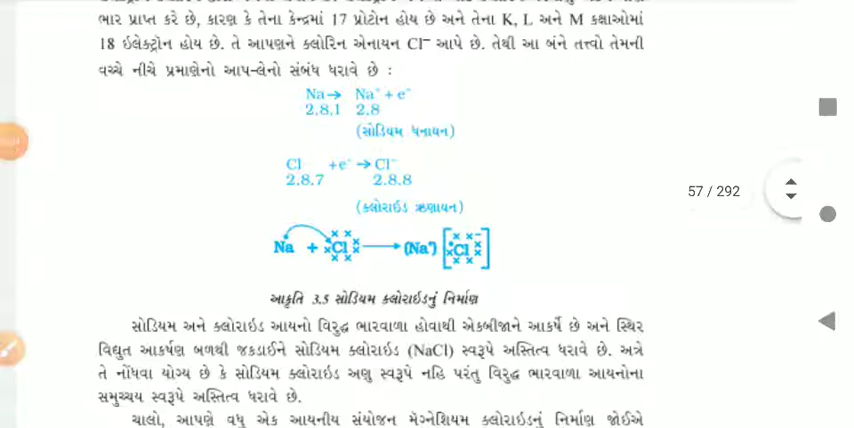 ભાર પ્રાપ્ત કરે છે, કારણ કે તેના કેન્દ્રમાં 17 પ્રોટોન હોય છે અને તેના K, L અને M કક્ષાઓમાં
18 ઇલેક્ટ્રૉન હોય છે. તે આપણને ક્લોરિન એનાયન Cl⁻ આપે છે. તેથી આ બંને તત્ત્વો તેમની
વચ્ચે નીચે પ્રમાણેનો આપ-લેનો સંબંધ ધરાવે છે :
Na → Na⁺ + e⁻
2.8.1 2.8
(સોડિયમ ધનાયન)
Cl + e⁻ → Cl⁻
2.8.7 2.8.8
57 / 292
(ક્લોરાઇડ ઋણાયન)
Na + Cl → (Na⁺) [Cl]⁻
આકૃતિ 3.5 સોડિયમ ક્લોરાઇડનું નિર્માણ
સોડિયમ અને ક્લોરાઇડ આયનો વિરુદ્ધ ભારવાળા હોવાથી એકબીજાને આકર્ષે છે અને સ્થિર
વિદ્યુત આકર્ષણ બળથી જકડાઈને સોડિયમ ક્લોરાઇડ (NaCl) સ્વરૂપે અસ્તિત્વ ધરાવે છે. અત્રે
તે નોંધવા યોગ્ય છે કે સોડિયમ ક્લોરાઇડ અણુ સ્વરૂપે નહિ પરંતુ વિરુદ્ધ ભારવાળા આયનોના
સમુચ્ચય સ્વરૂપે અસ્તિત્વ ધરાવે છે.
ચાલો, આપણે વધુ એક આયનીય સંયોજન મૅગ્નેશિયમ ક્લોરાઇડનું નિર્માણ જોઈએ